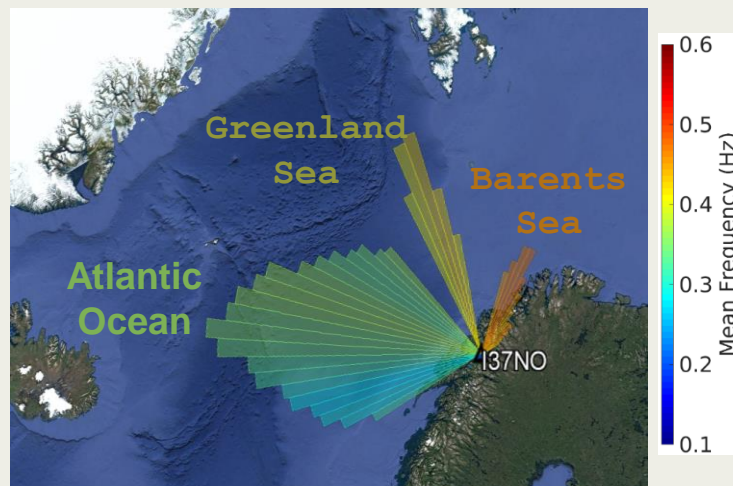 Greenland
Sea
Barents
Sea
Atlantic
Ocean
I37NO
0.6
0.5
0.4
0.3
0.2
0.1
Mean Frequency (Hz)